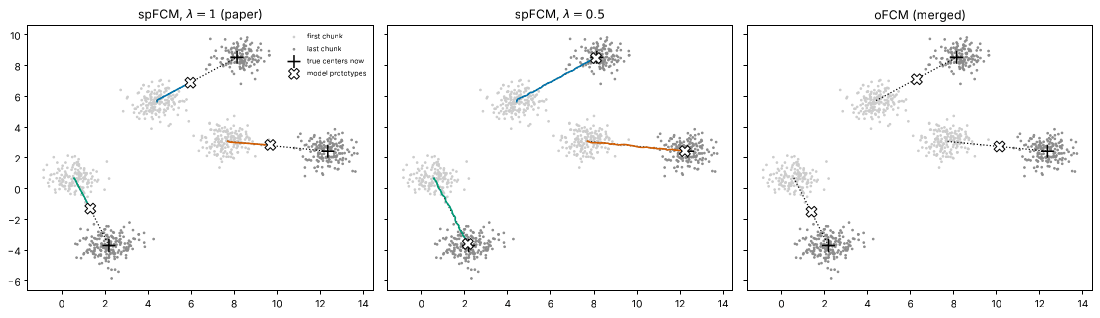 spFCM, λ = 1 (paper)
spFCM, λ = 0.5
oFCM (merged)
first chunk
last chunk
true centers now
model prototypes
10
8
6
4
2
0
−2
−4
−6
0 2 4 6 8 10 12 14
0 2 4 6 8 10 12 14
0 2 4 6 8 10 12 14